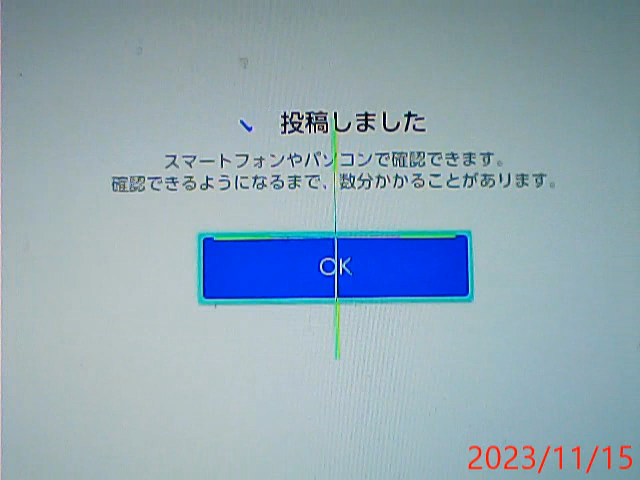 投稿しました
スマートフォンやパソコンで確認できます。
確認できるようになるまで、数分かかることがあります。
OK
2023/11/15